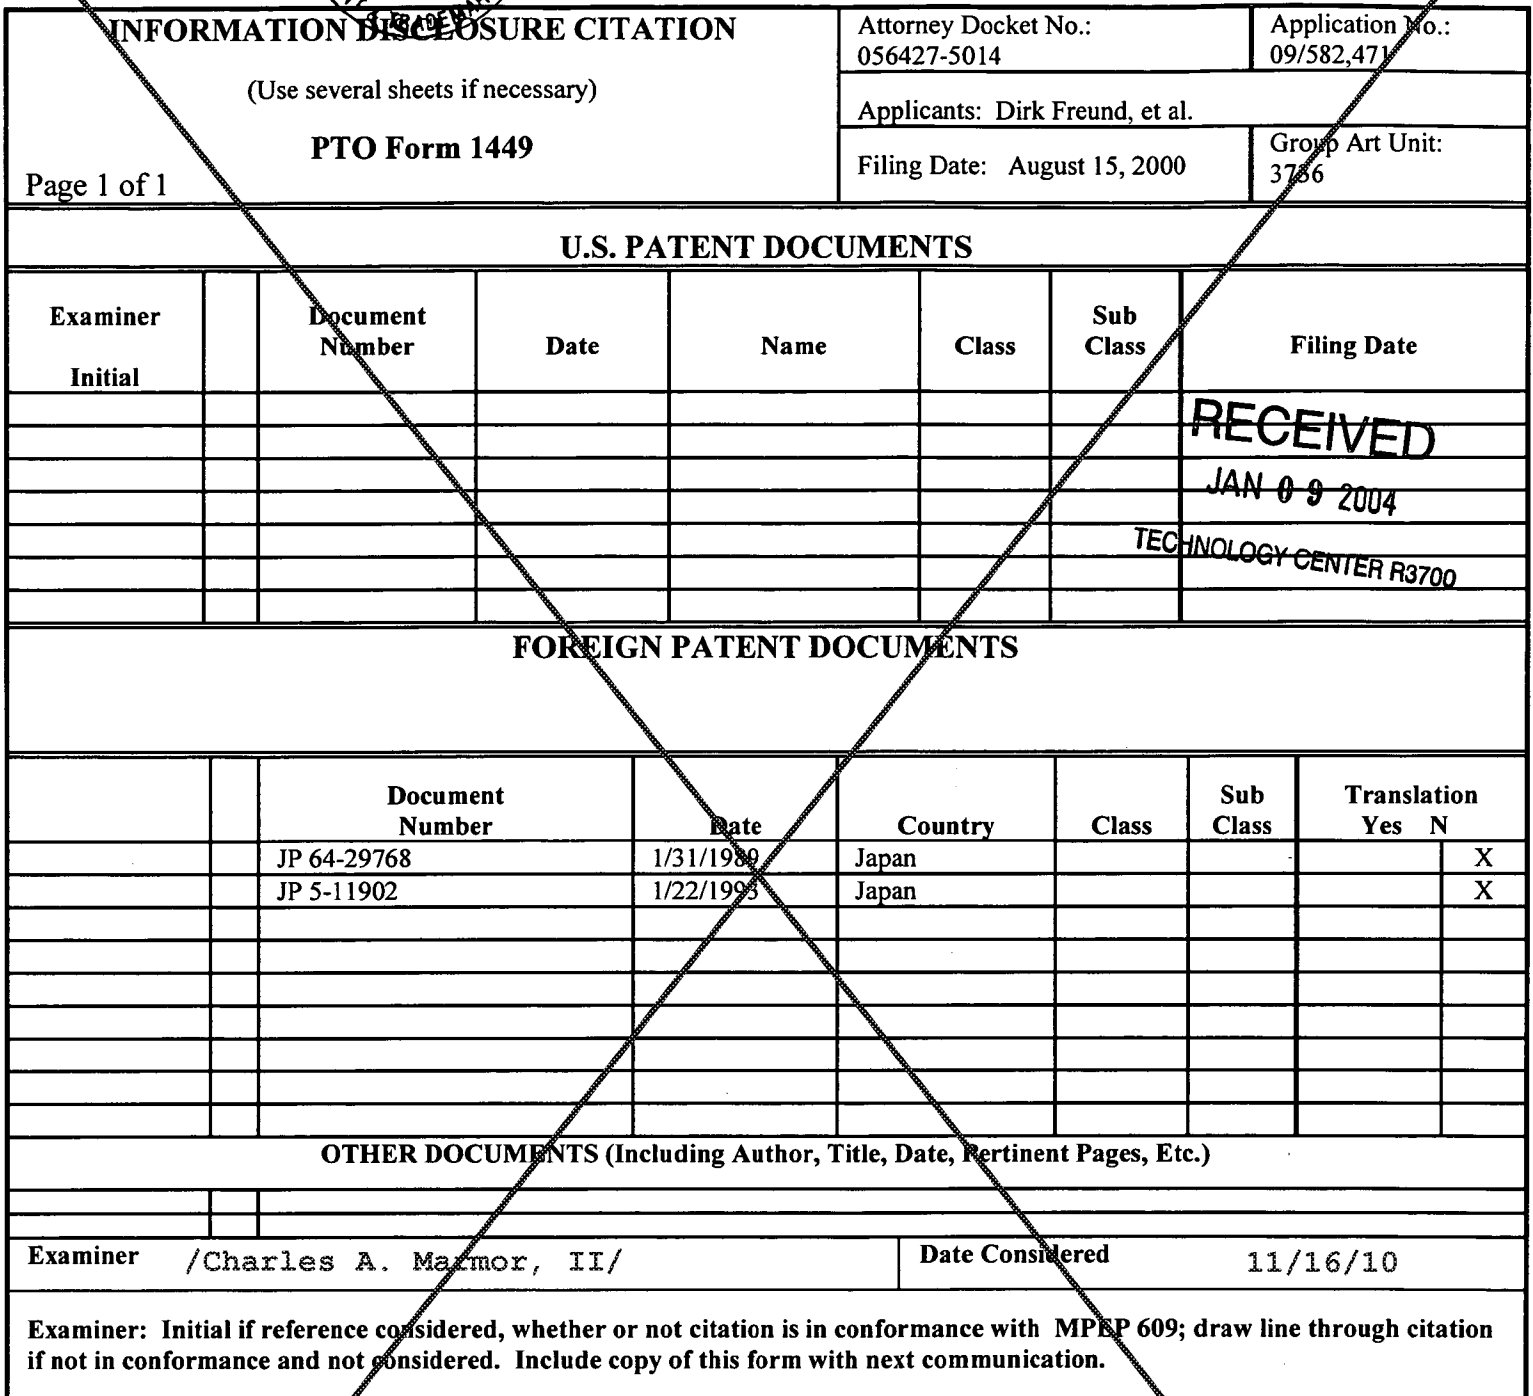 TRADEMARK
INFORMATION DISCLOSURE CITATION
(Use several sheets if necessary)
PTO Form 1449
Page 1 of 1
Attorney Docket No.:
056427-5014
Application No.:
09/582,471
Applicants: Dirk Freund, et al.
Filing Date: August 15, 2000
Group Art Unit:
3736
U.S. PATENT DOCUMENTS
Examiner
Initial
Document
Number
Date
Name
Class
Sub
Class
Filing Date
RECEIVED
JAN 09 2004
TECHNOLOGY CENTER R3700
FOREIGN PATENT DOCUMENTS
Document
Number
Date
Country
Class
Sub
Class
Translation
Yes N
JP 64-29768 1/31/1989 Japan X
JP 5-11902 1/22/1993 Japan X
OTHER DOCUMENTS (Including Author, Title, Date, Pertinent Pages, Etc.)
Examiner /Charles A. Marmor, II/ Date Considered 11/16/10
Examiner: Initial if reference considered, whether or not citation is in conformance with MPEP 609; draw line through citation
if not in conformance and not considered. Include copy of this form with next communication.